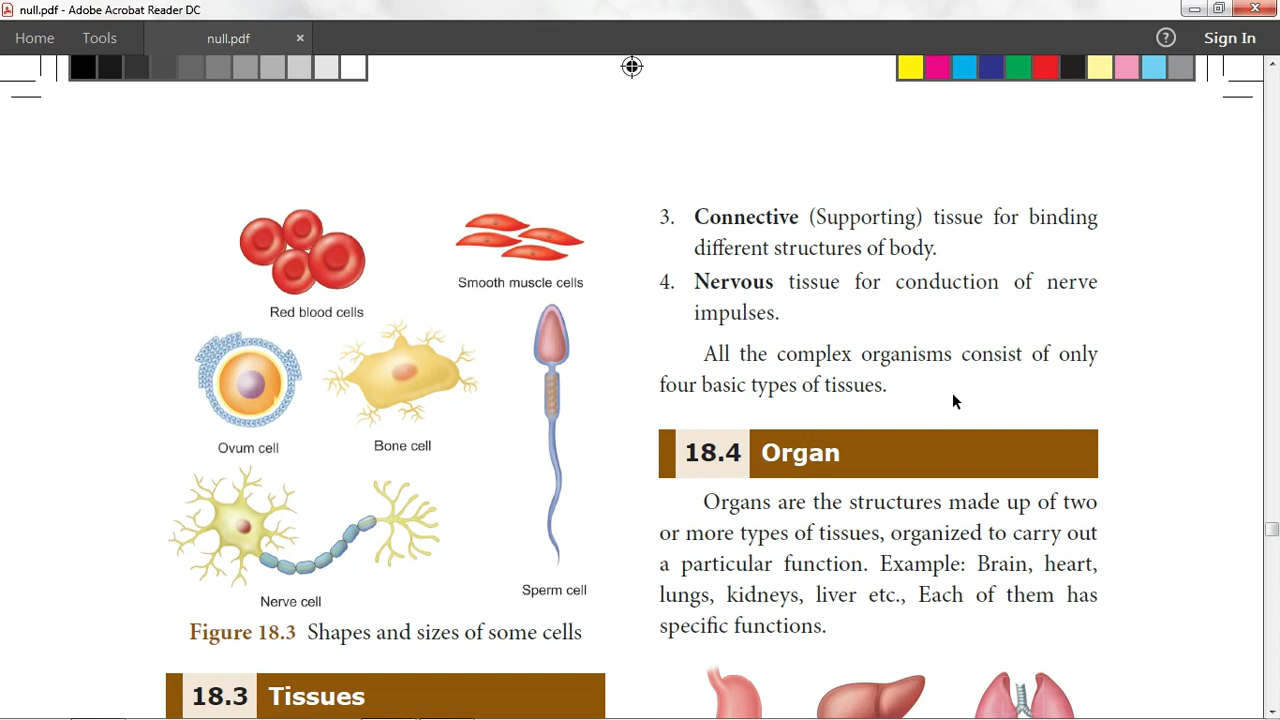 null.pdf - Adobe Acrobat Reader DC
Home
Tools
null.pdf
×
?
Sign In
Red blood cells
Smooth muscle cells
Ovum cell
Bone cell
Nerve cell
Sperm cell
Figure 18.3 Shapes and sizes of some cells
18.3 Tissues
3. Connective (Supporting) tissue for binding
different structures of body.
4. Nervous tissue for conduction of nerve
impulses.
All the complex organisms consist of only
four basic types of tissues.
18.4 Organ
Organs are the structures made up of two
or more types of tissues, organized to carry out
a particular function. Example: Brain, heart,
lungs, kidneys, liver etc., Each of them has
specific functions.